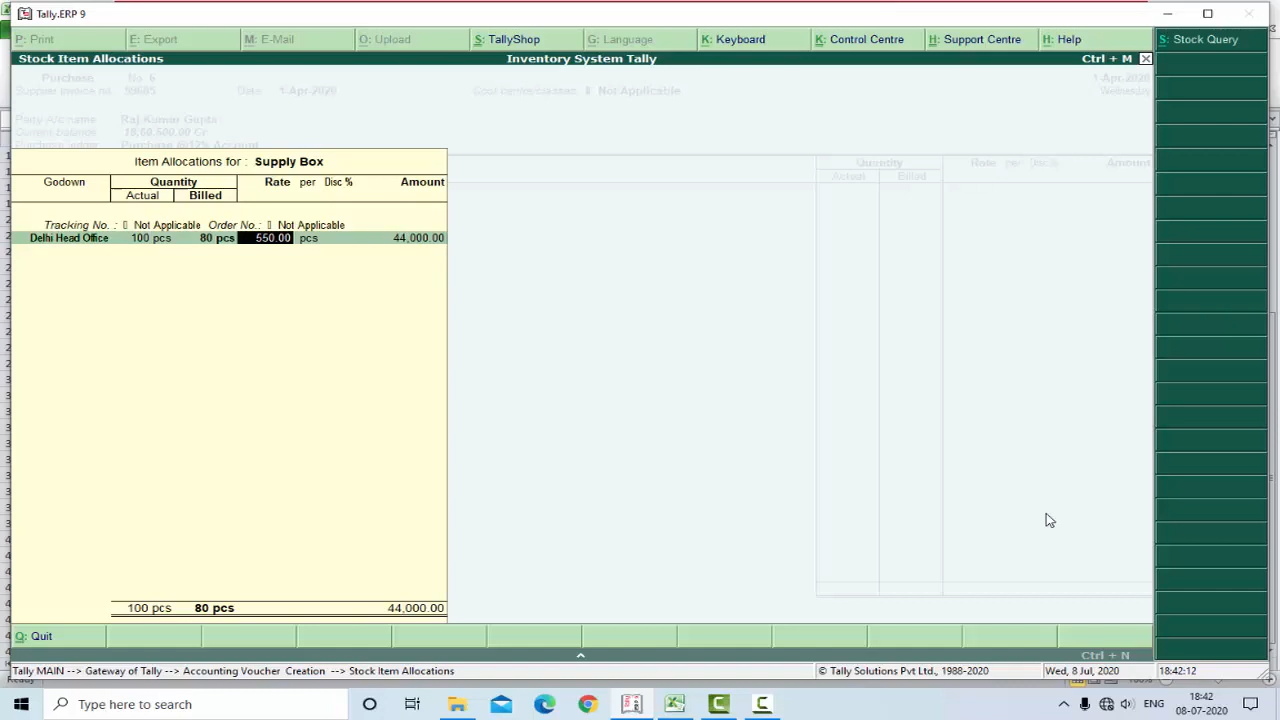 Tally.ERP 9
P: Print E: Export M: E-Mail O: Upload S: TallyShop G: Language K: Keyboard K: Control Centre H: Support Centre H: Help S: Stock Query
Stock Item Allocations Inventory System Tally Ctrl + M
Purchase No. 6 1-Apr-2020
Supplier invoice no. Date: 1-Apr-2020 Cost centre/classes: Not Applicable Wednesday
Party A/c name Raj Kumar Gupta
Current balance: Cr
Purchase ledger Purchase @12% Account
Item Allocations for : Supply Box
Quantity Rate per Disc % Amount
Actual Billed
Godown Quantity Rate per Disc % Amount
Actual Billed
Tracking No. : Not Applicable Order No.: Not Applicable
Delhi Head Office 100 pcs 80 pcs 550.00 pcs 44,000.00
100 pcs 80 pcs 44,000.00
Q: Quit
Ctrl + N
Tally MAIN --> Gateway of Tally --> Accounting Voucher Creation --> Stock Item Allocations © Tally Solutions Pvt Ltd., 1988-2020 Wed, 8 Jul, 2020 18:42:12
Type here to search ENG 18:42
08-07-2020